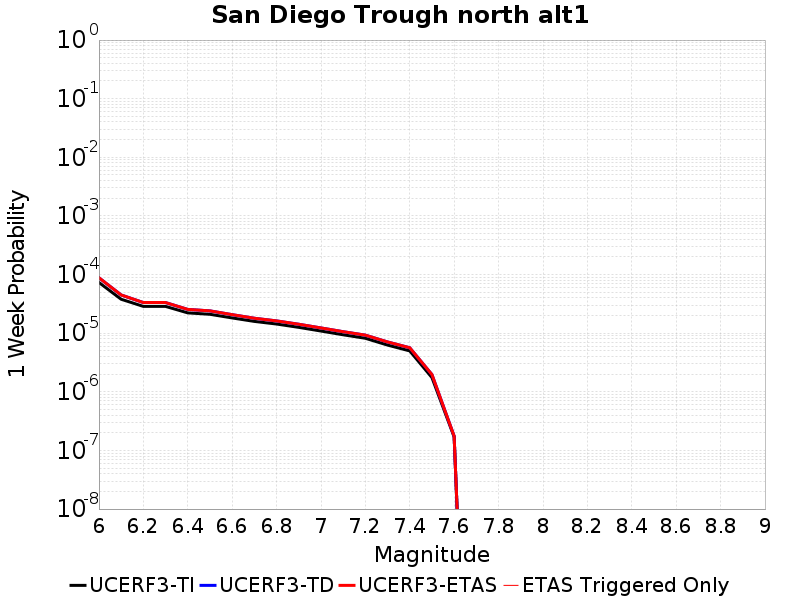 San Diego Trough north alt1
1 Week Probability
10^0
10^-1
10^-2
10^-3
10^-4
10^-5
10^-6
10^-7
10^-8
6 6.2 6.4 6.6 6.8 7 7.2 7.4 7.6 7.8 8 8.2 8.4 8.6 8.8 9
Magnitude
UCERF3-TI UCERF3-TD UCERF3-ETAS ETAS Triggered Only